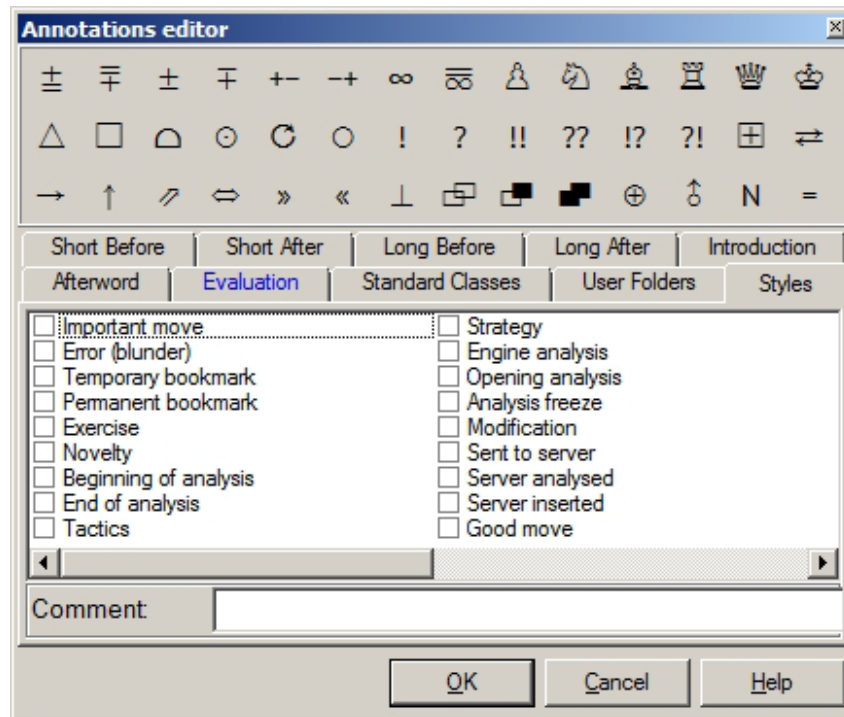 Annotations editor
± ∓ ± ∓ +− −+ ∞
! ? !! ?? !? ?!
N =
Short Before Short After Long Before Long After Introduction
Afterword Evaluation Standard Classes User Folders Styles
Important move Strategy
Error (blunder) Engine analysis
Temporary bookmark Opening analysis
Permanent bookmark Analysis freeze
Exercise Modification
Novelty Sent to server
Beginning of analysis Server analysed
End of analysis Server inserted
Tactics Good move
Comment:
OK Cancel Help